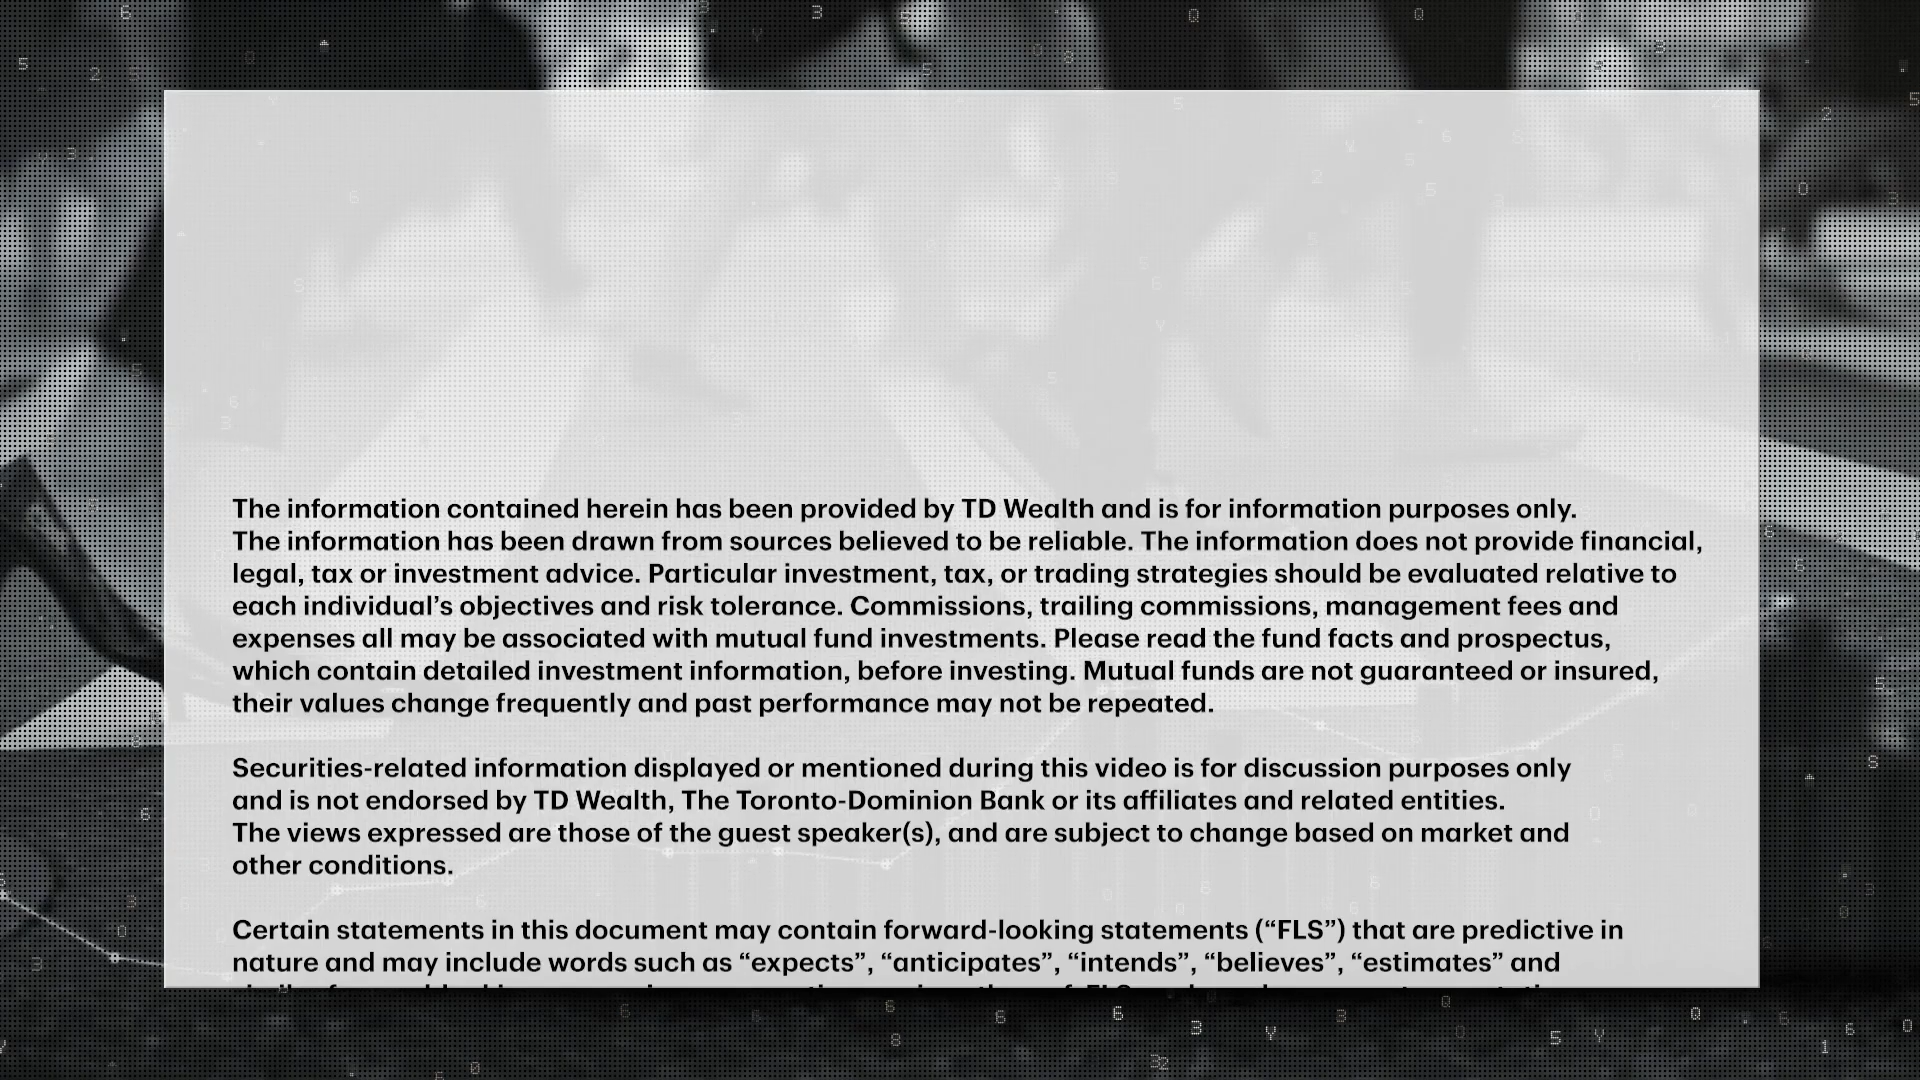 The information contained herein has been provided by TD Wealth and is for information purposes only.
The information has been drawn from sources believed to be reliable. The information does not provide financial,
legal, tax or investment advice. Particular investment, tax, or trading strategies should be evaluated relative to
each individual’s objectives and risk tolerance. Commissions, trailing commissions, management fees and
expenses all may be associated with mutual fund investments. Please read the fund facts and prospectus,
which contain detailed investment information, before investing. Mutual funds are not guaranteed or insured,
their values change frequently and past performance may not be repeated.
Securities-related information displayed or mentioned during this video is for discussion purposes only
and is not endorsed by TD Wealth, The Toronto-Dominion Bank or its affiliates and related entities.
The views expressed are those of the guest speaker(s), and are subject to change based on market and
other conditions.
Certain statements in this document may contain forward-looking statements (“FLS”) that are predictive in
nature and may include words such as “expects”, “anticipates”, “intends”, “believes”, “estimates” and